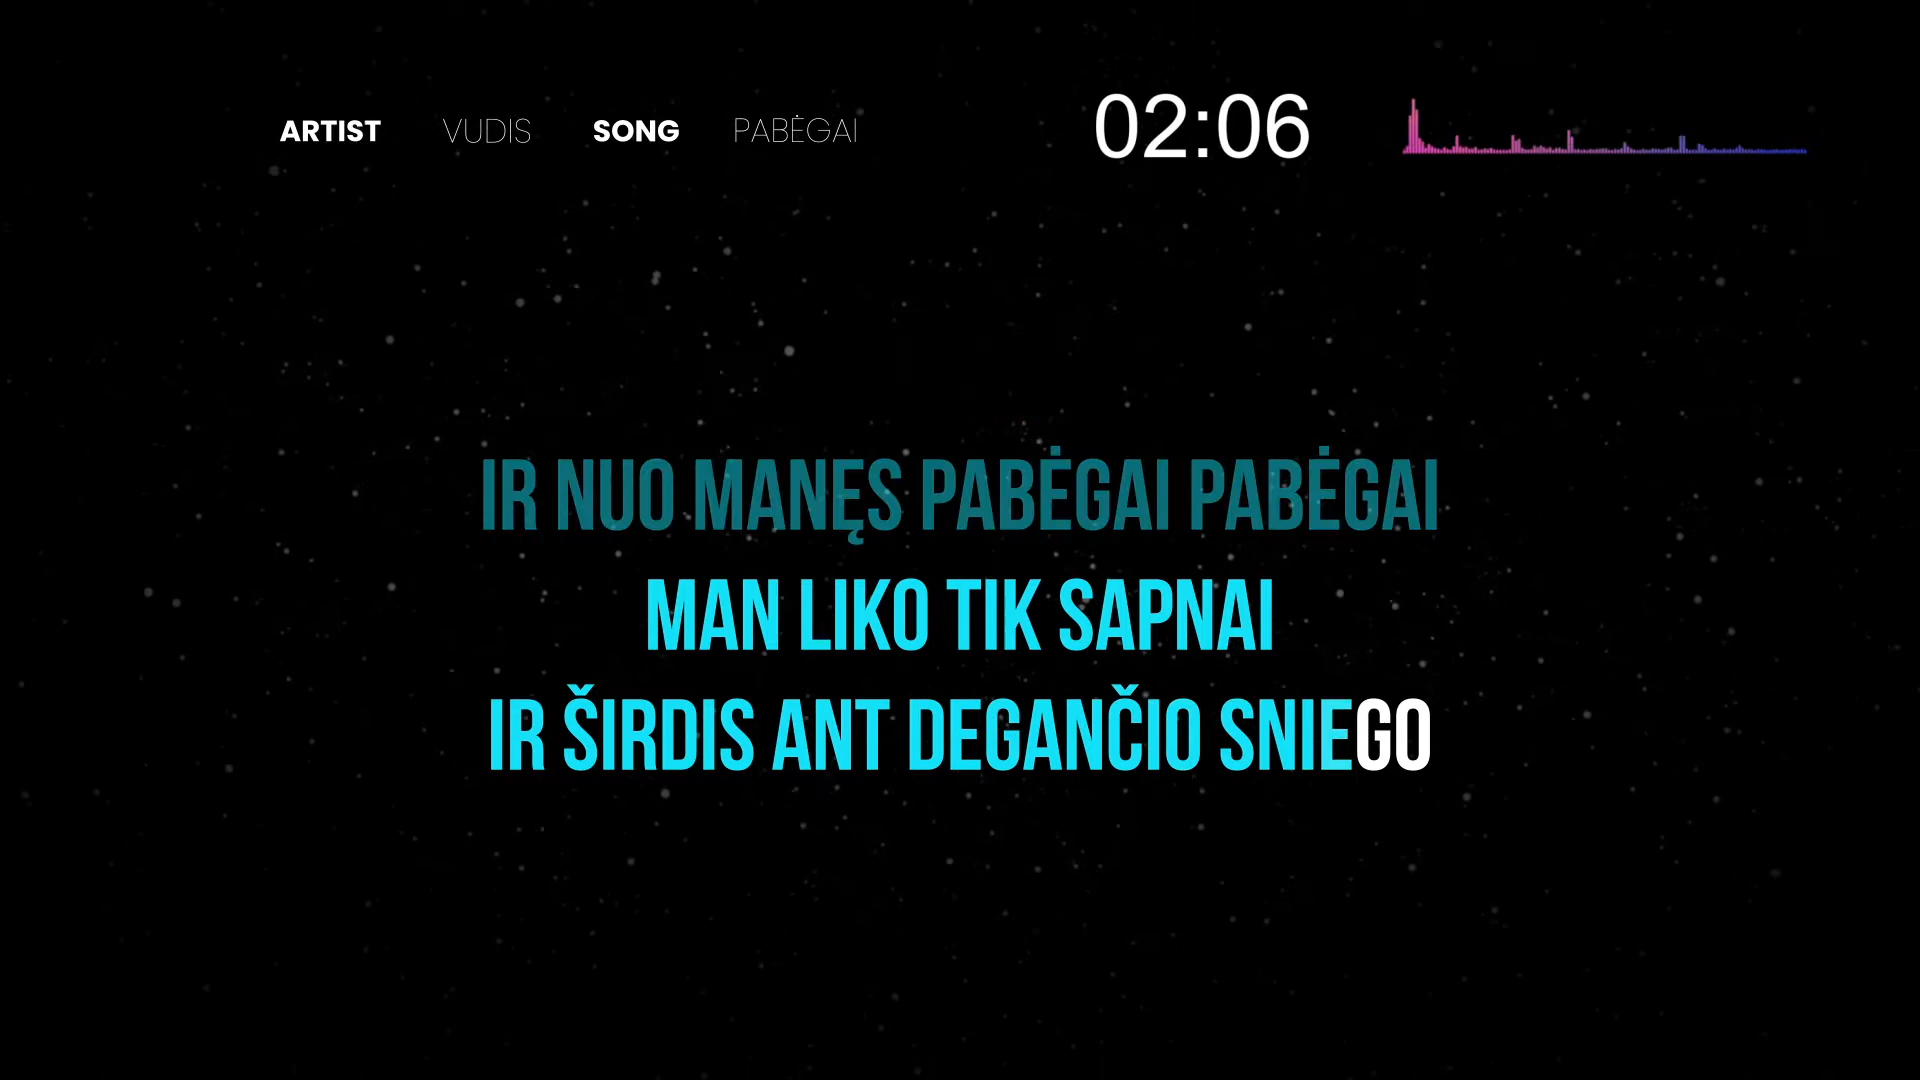 ARTIST VUDIS SONG PABĖGAI 02:06
IR NUO MANĘS PABĖGAI PABĖGAI
MAN LIKO TIK SAPNAI
IR ŠIRDIS ANT DEGANČIO SNIEGO